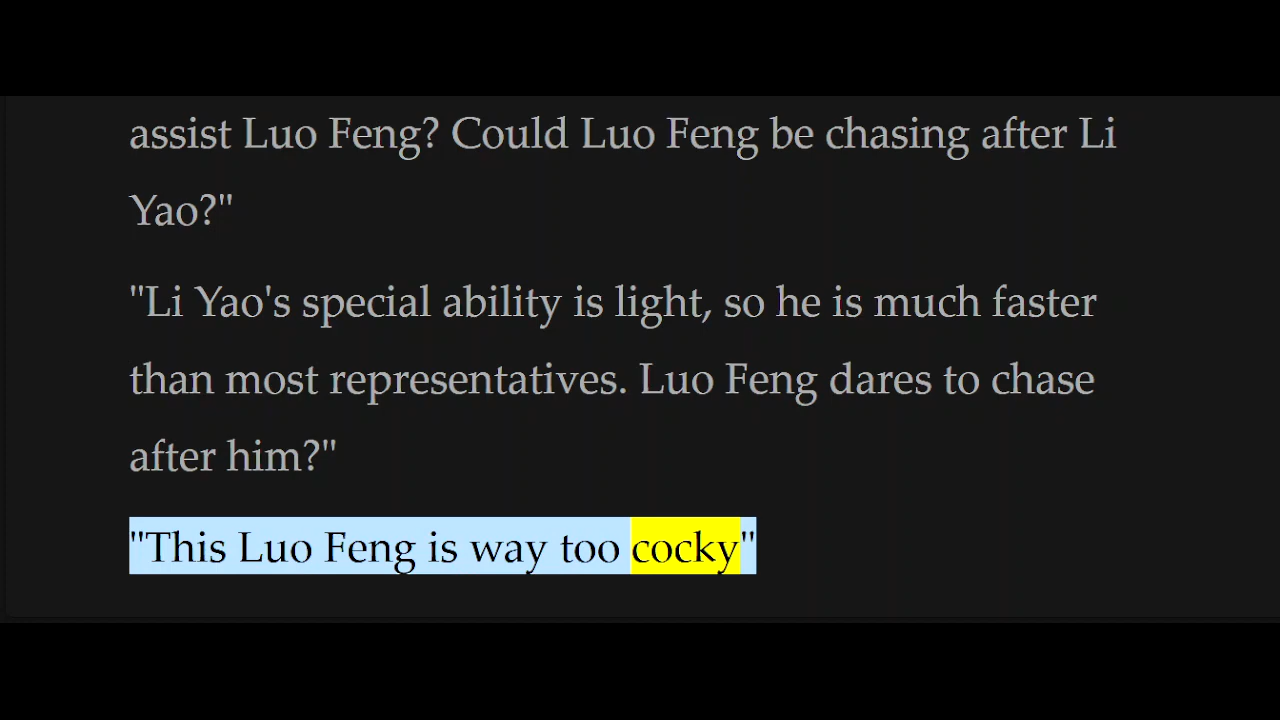 assist Luo Feng? Could Luo Feng be chasing after Li
Yao?"
"Li Yao's special ability is light, so he is much faster
than most representatives. Luo Feng dares to chase
after him?"
"This Luo Feng is way too cocky"